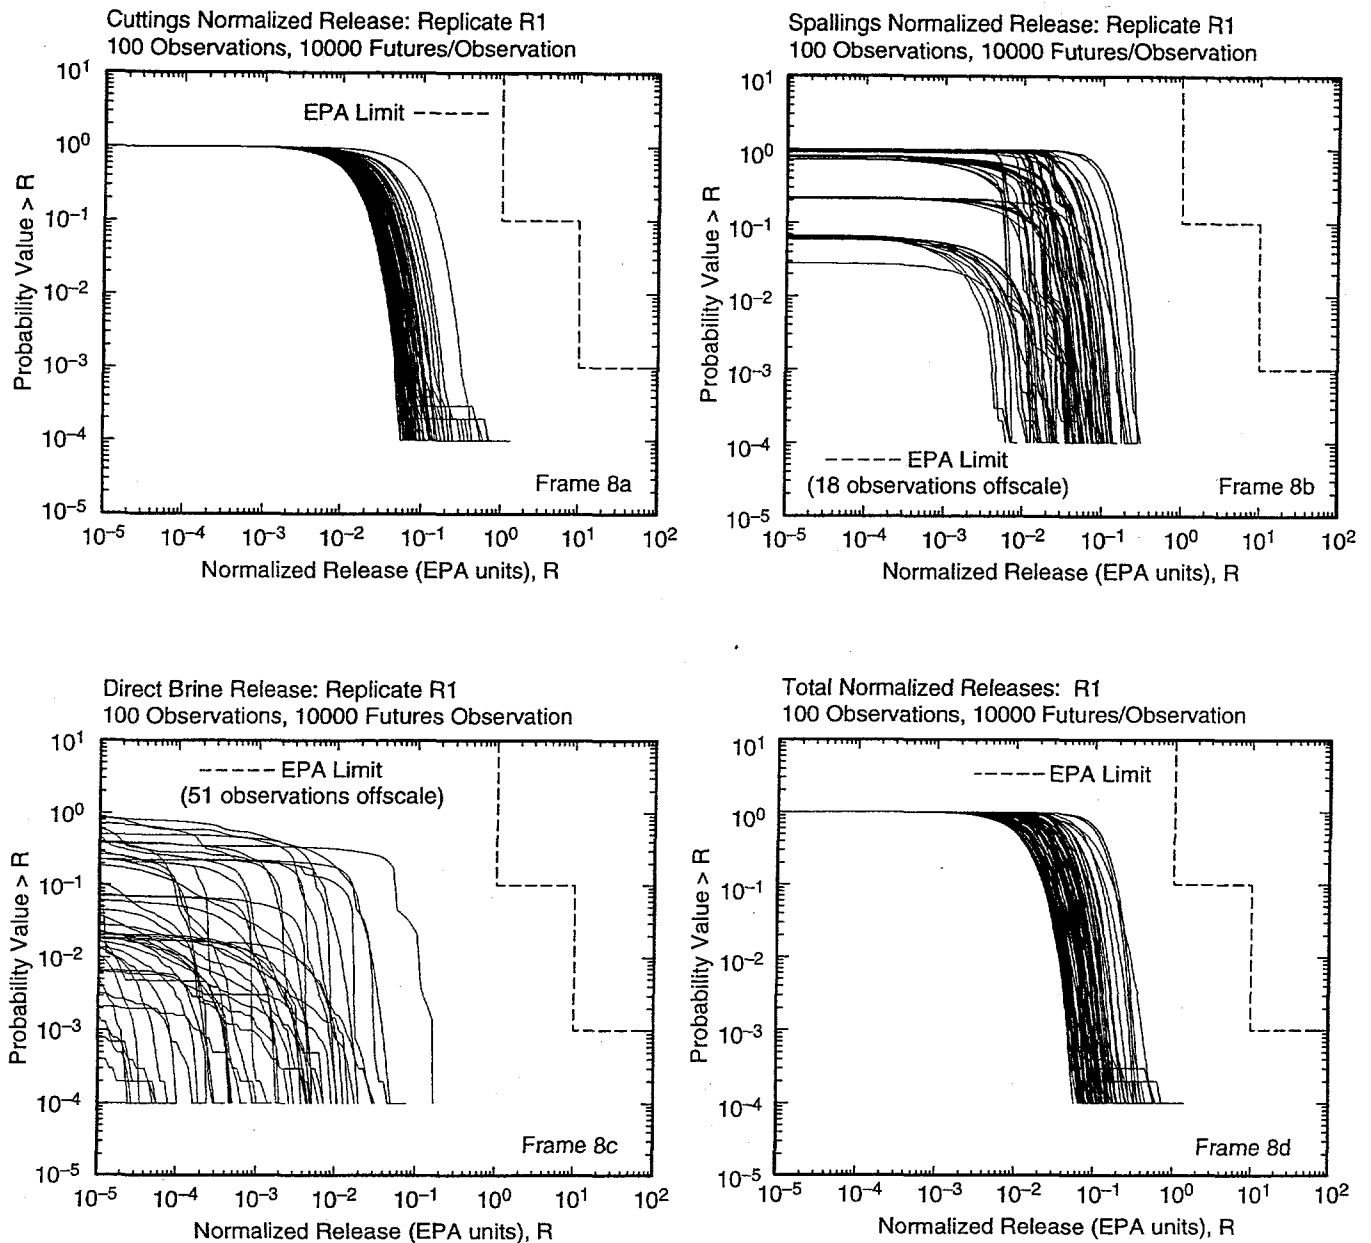 Cuttings Normalized Release: Replicate R1
100 Observations, 10000 Futures/Observation
10^1
10^0
10^–1
10^–2
10^–3
10^–4
10^–5
Probability Value > R
EPA Limit
Frame 8a
10^–5 10^–4 10^–3 10^–2 10^–1 10^0 10^1 10^2
Normalized Release (EPA units), R
Spallings Normalized Release: Replicate R1
100 Observations, 10000 Futures/Observation
10^1
10^0
10^–1
10^–2
10^–3
10^–4
10^–5
Probability Value > R
EPA Limit
(18 observations offscale)
Frame 8b
10^–5 10^–4 10^–3 10^–2 10^–1 10^0 10^1 10^2
Normalized Release (EPA units), R
Direct Brine Release: Replicate R1
100 Observations, 10000 Futures Observation
10^1
10^0
10^–1
10^–2
10^–3
10^–4
10^–5
Probability Value > R
EPA Limit
(51 observations offscale)
Frame 8c
10^–5 10^–4 10^–3 10^–2 10^–1 10^0 10^1 10^2
Normalized Release (EPA units), R
Total Normalized Releases: R1
100 Observations, 10000 Futures/Observation
10^1
10^0
10^–1
10^–2
10^–3
10^–4
10^–5
Probability Value > R
EPA Limit
Frame 8d
10^–5 10^–4 10^–3 10^–2 10^–1 10^0 10^1 10^2
Normalized Release (EPA units), R